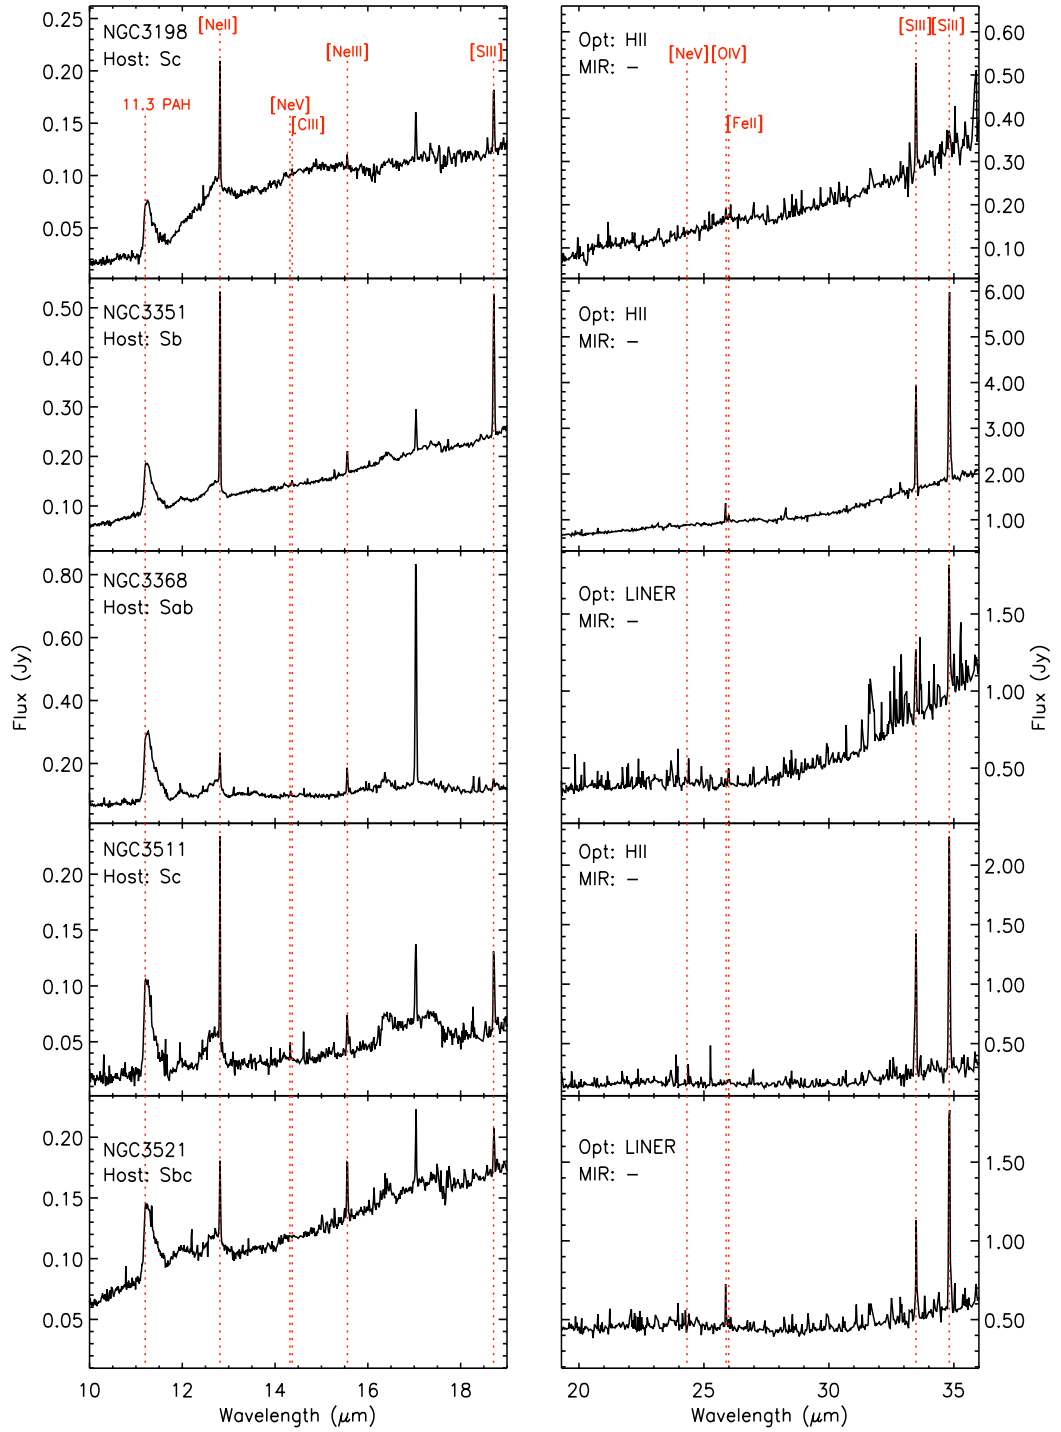 NGC3198
Host: Sc
[NeII]
[NeIII]
[SIII]
11.3 PAH
[NeV]
[ClII]
0.25
0.20
0.15
0.10
0.05
Opt: HII
MIR: –
[NeV] [OIV]
[FeII]
[SIII] [SiII]
0.60
0.50
0.40
0.30
0.20
0.10
NGC3351
Host: Sb
0.50
0.40
0.30
0.20
0.10
Opt: HII
MIR: –
6.00
5.00
4.00
3.00
2.00
1.00
NGC3368
Host: Sab
0.80
0.60
0.40
0.20
Opt: LINER
MIR: –
1.50
1.00
0.50
Flux (Jy)
Flux (Jy)
NGC3511
Host: Sc
0.20
0.15
0.10
0.05
Opt: HII
MIR: –
2.00
1.50
1.00
0.50
NGC3521
Host: Sbc
0.20
0.15
0.10
0.05
Opt: LINER
MIR: –
1.50
1.00
0.50
10 12 14 16 18
Wavelength (μm)
20 25 30 35
Wavelength (μm)